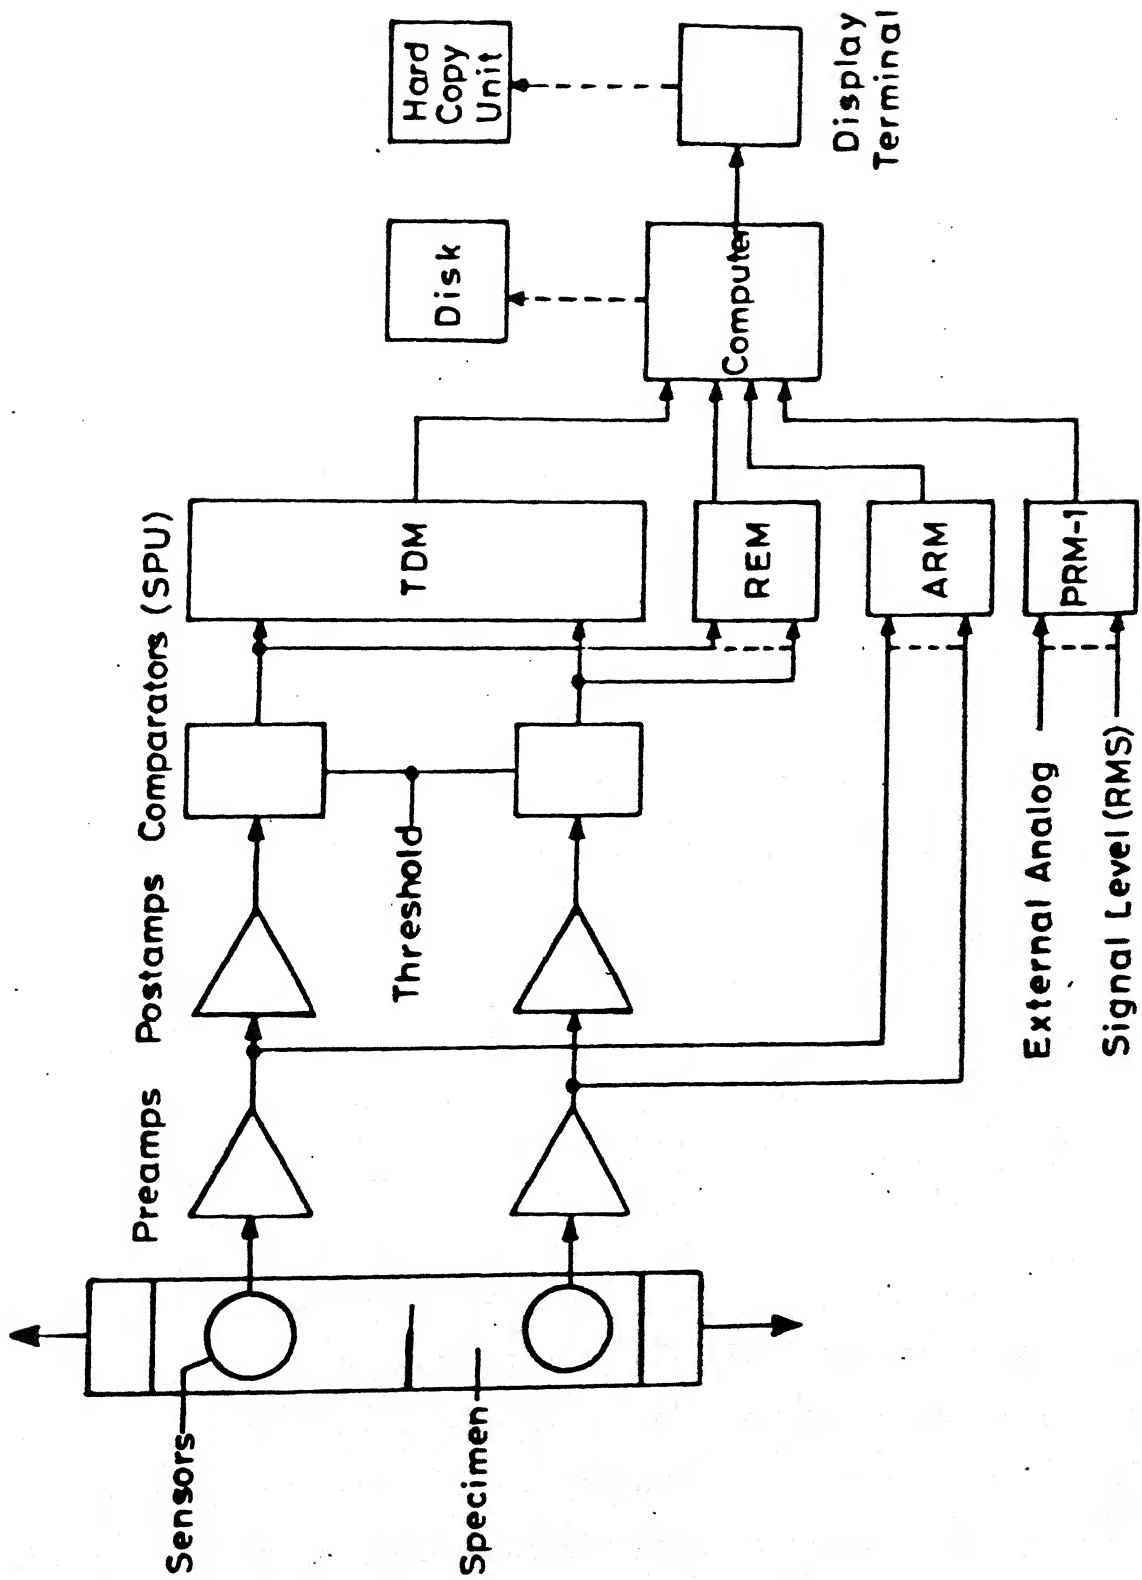 Sensors
Specimen
Preamps
Postamps
Comparators (SPU)
Threshold
TDM
REM
ARM
PRM-1
External Analog
Signal Level (RMS)
Computer
Disk
Hard
Copy
Unit
Display
Terminal